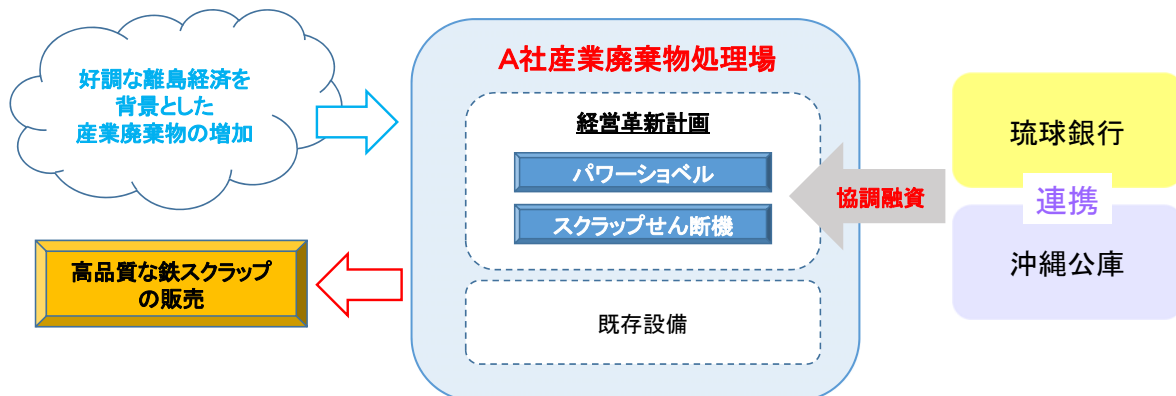 好調な離島経済を
背景とした
産業廃棄物の増加
高品質な鉄スクラップ
の販売
A社産業廃棄物処理場
経営革新計画
パワーショベル
スクラップせん断機
既存設備
協調融資
琉球銀行
連携
沖縄公庫